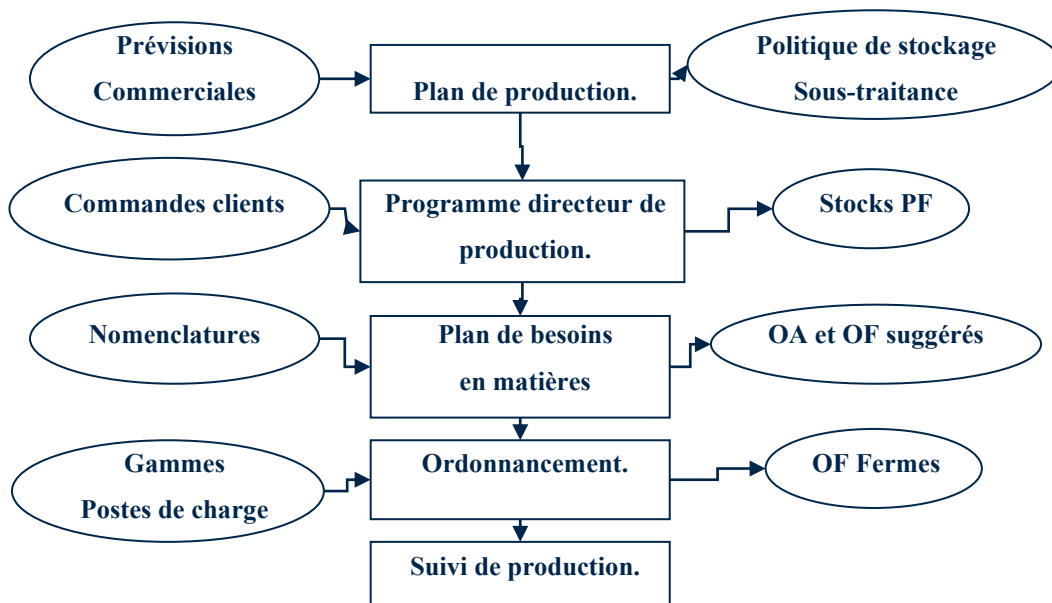 Prévisions
Commerciales
Plan de production.
Politique de stockage
Sous-traitance
Commandes clients
Programme directeur de
production.
Stocks PF
Nomenclatures
Plan de besoins
en matières
OA et OF suggérés
Gammes
Postes de charge
Ordonnancement.
OF Fermes
Suivi de production.